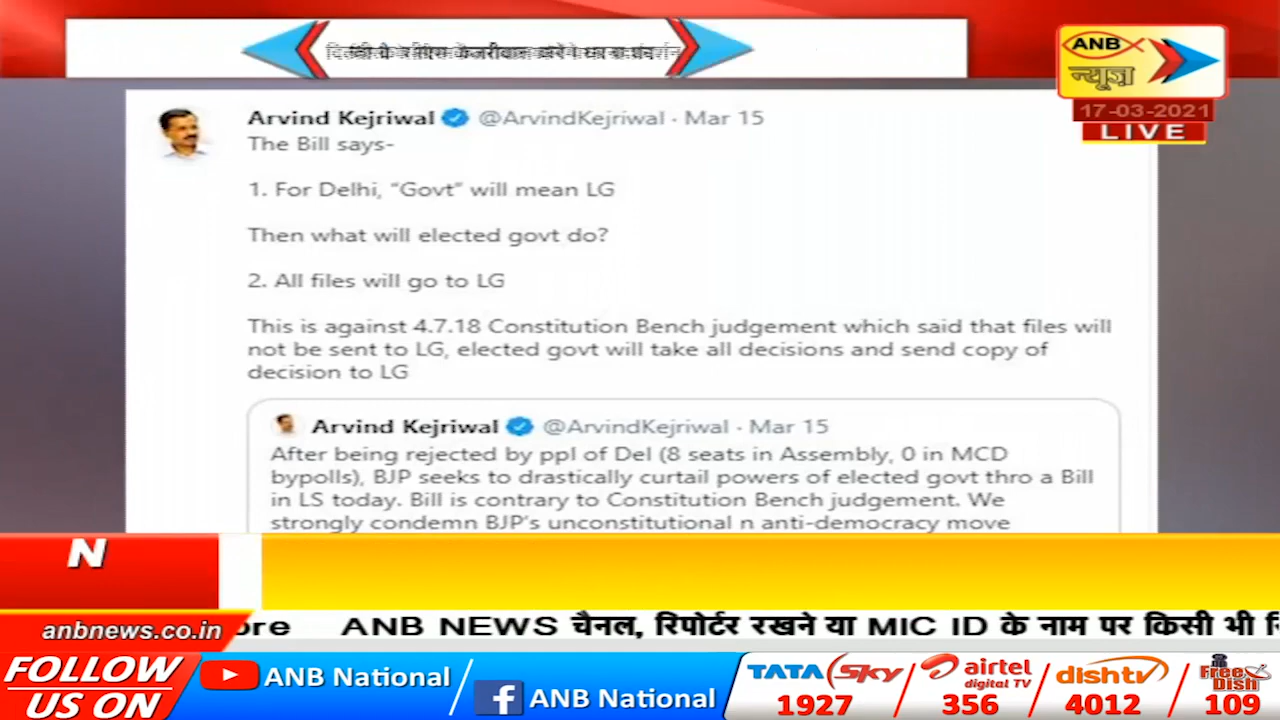 ANB
न्यूज़
17-03-2021
LIVE
Arvind Kejriwal @ArvindKejriwal · Mar 15
The Bill says-
1. For Delhi, “Govt” will mean LG
Then what will elected govt do?
2. All files will go to LG
This is against 4.7.18 Constitution Bench judgement which said that files will
not be sent to LG, elected govt will take all decisions and send copy of
decision to LG
Arvind Kejriwal @ArvindKejriwal · Mar 15
After being rejected by ppl of Del (8 seats in Assembly, 0 in MCD
bypolls), BJP seeks to drastically curtail powers of elected govt thro a Bill
in LS today. Bill is contrary to Constitution Bench judgement. We
strongly condemn BJP's unconstitutional n anti-democracy move
N
anbnews.co.in
ore ANB NEWS चैनल, रिपोर्टर रखने या MIC ID के नाम पर किसी भी
FOLLOW
US ON
ANB National
ANB National
TATA Sky
1927
airtel
digital TV
356
dishtv
4012
Free Dish
109